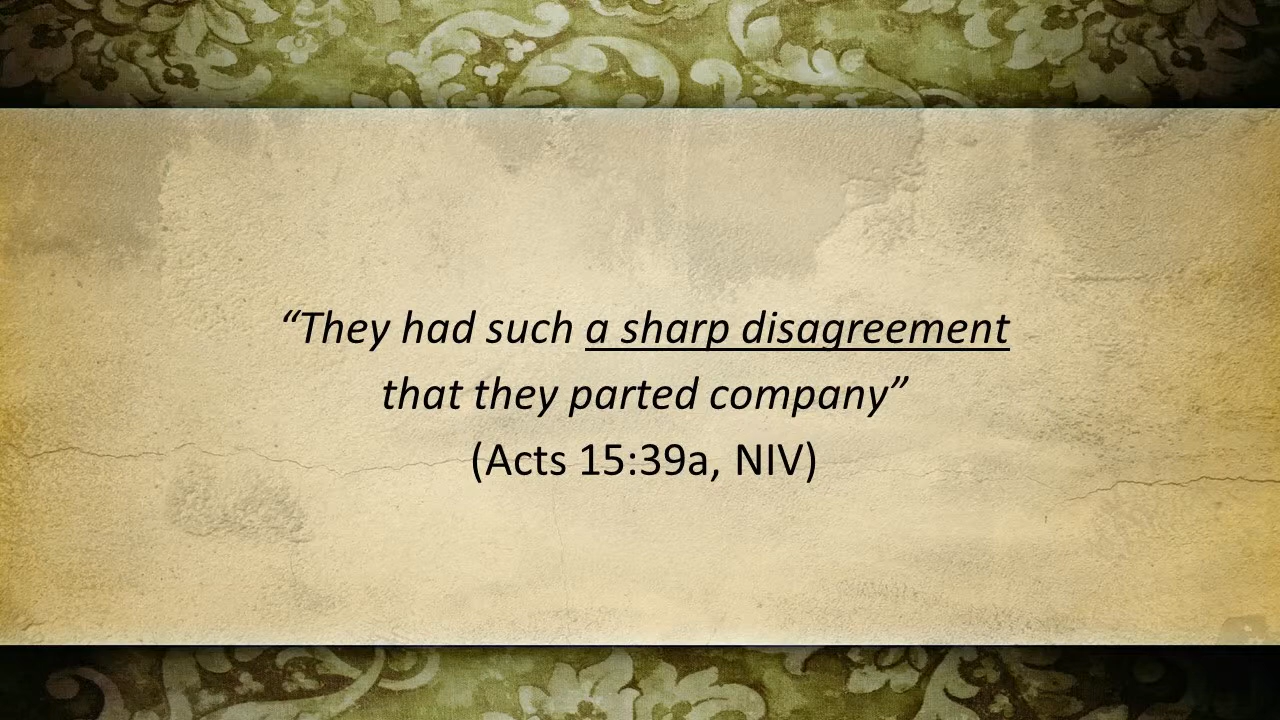 “They had such a sharp disagreement
that they parted company”
(Acts 15:39a, NIV)